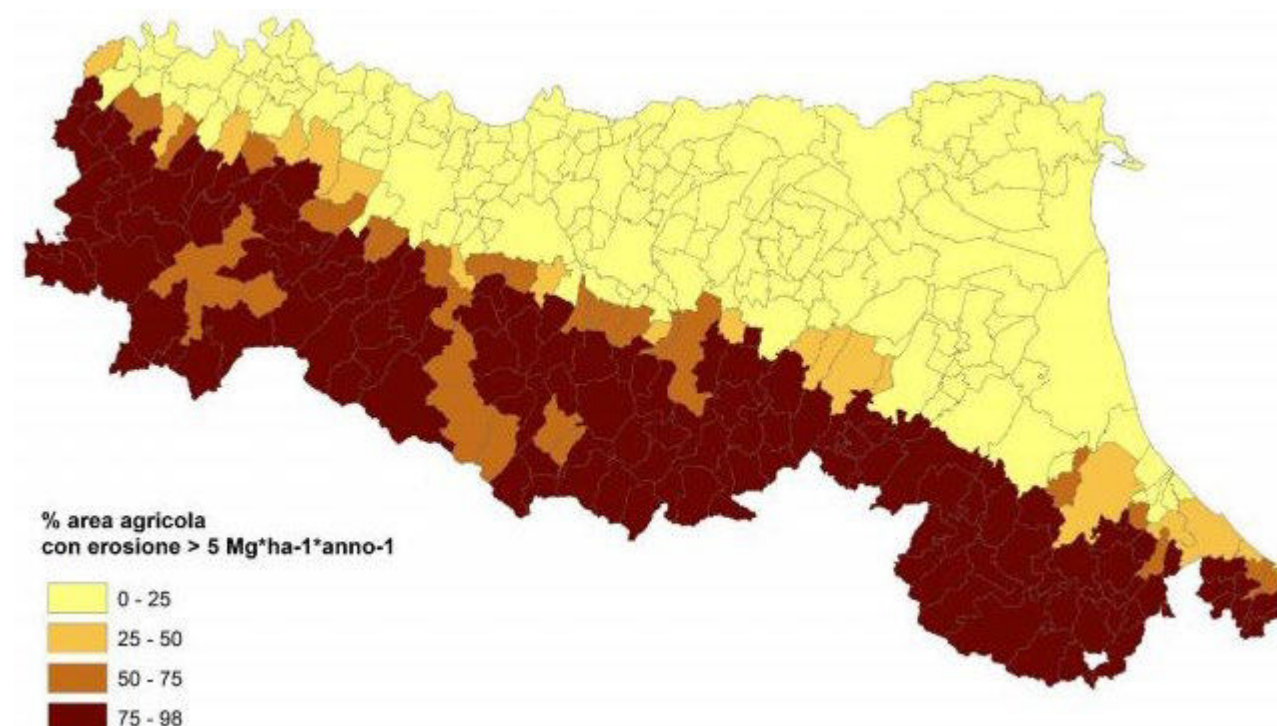 % area agricola
con erosione > 5 Mg*ha-1*anno-1
0 - 25
25 - 50
50 - 75
75 - 98